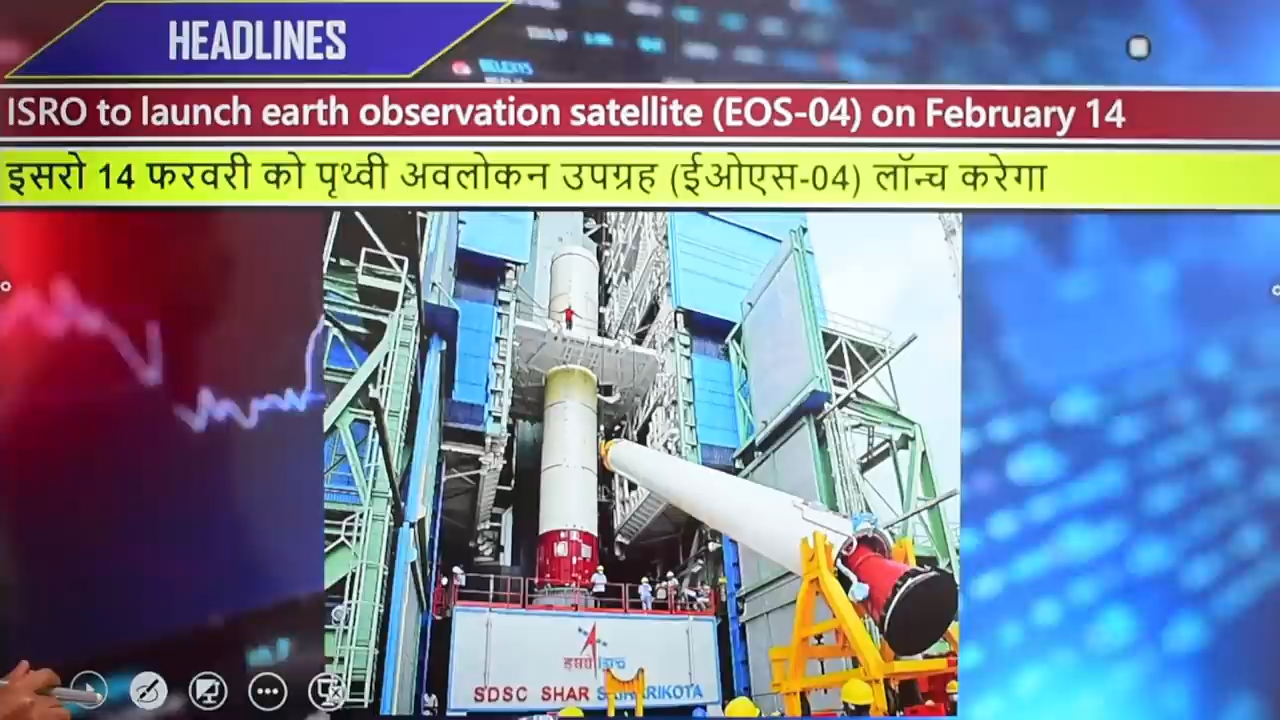 HEADLINES
ISRO to launch earth observation satellite (EOS-04) on February 14
इसरो 14 फरवरी को पृथ्वी अवलोकन उपग्रह (ईओएस-04) लॉन्च करेगा
इसरो isro
SDSC SHAR